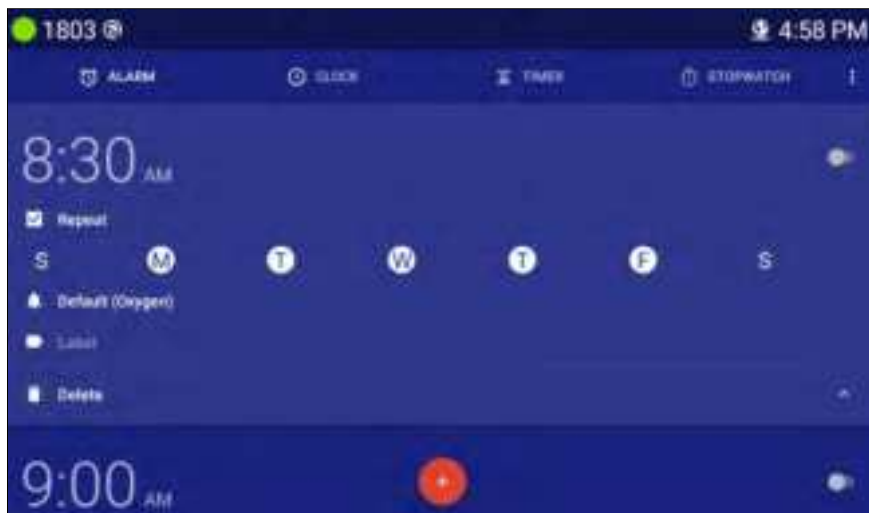 1803 4:58 PM
ALARM CLOCK TIMER STOPWATCH
8:30 AM
Repeat
S M T W T F S
Default (Oxygen)
Label
Delete
9:00 AM